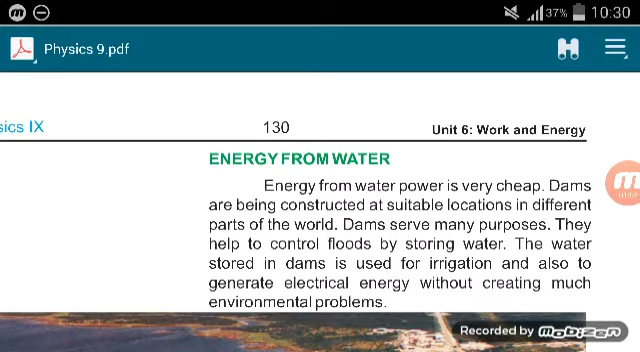 37% 10:30
Physics 9.pdf
sics IX 130 Unit 6: Work and Energy
ENERGY FROM WATER
Energy from water power is very cheap. Dams
are being constructed at suitable locations in different
parts of the world. Dams serve many purposes. They
help to control floods by storing water. The water
stored in dams is used for irrigation and also to
generate electrical energy without creating much
environmental problems.
Recorded by mobizen